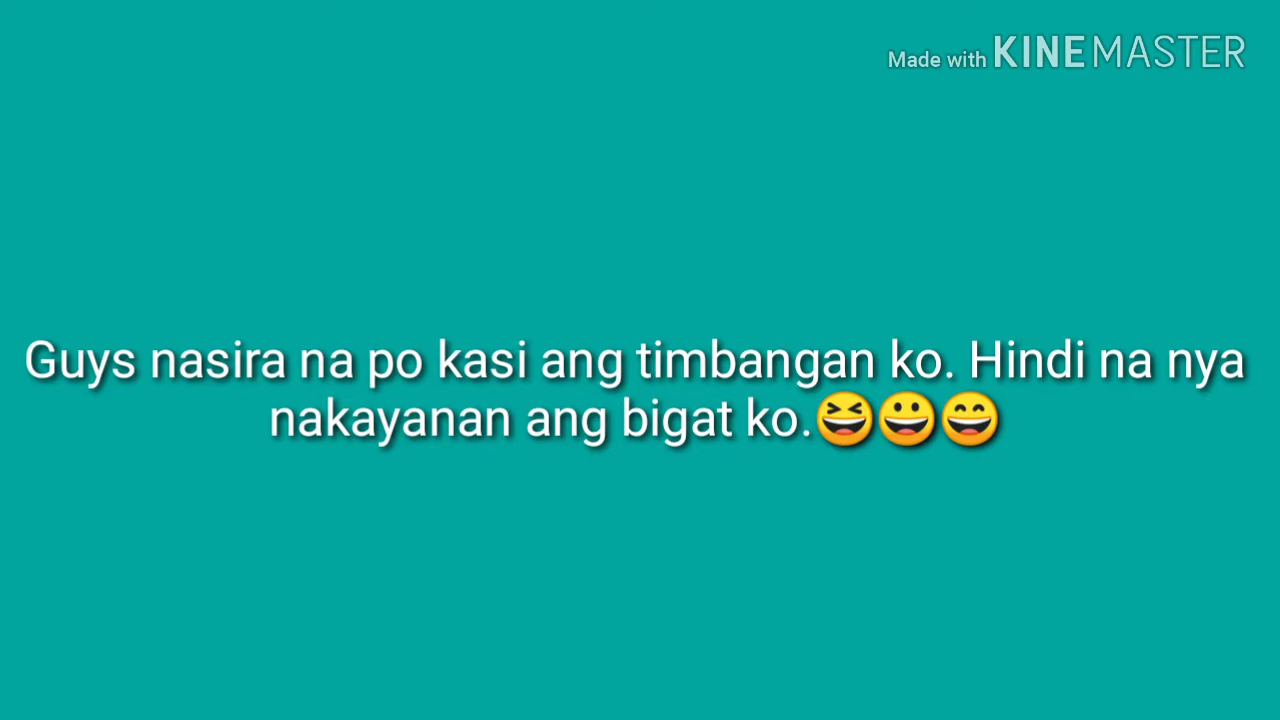 Made with KINEMASTER
Guys nasira na po kasi ang timbangan ko. Hindi na nya
nakayanan ang bigat ko.😆😀😄